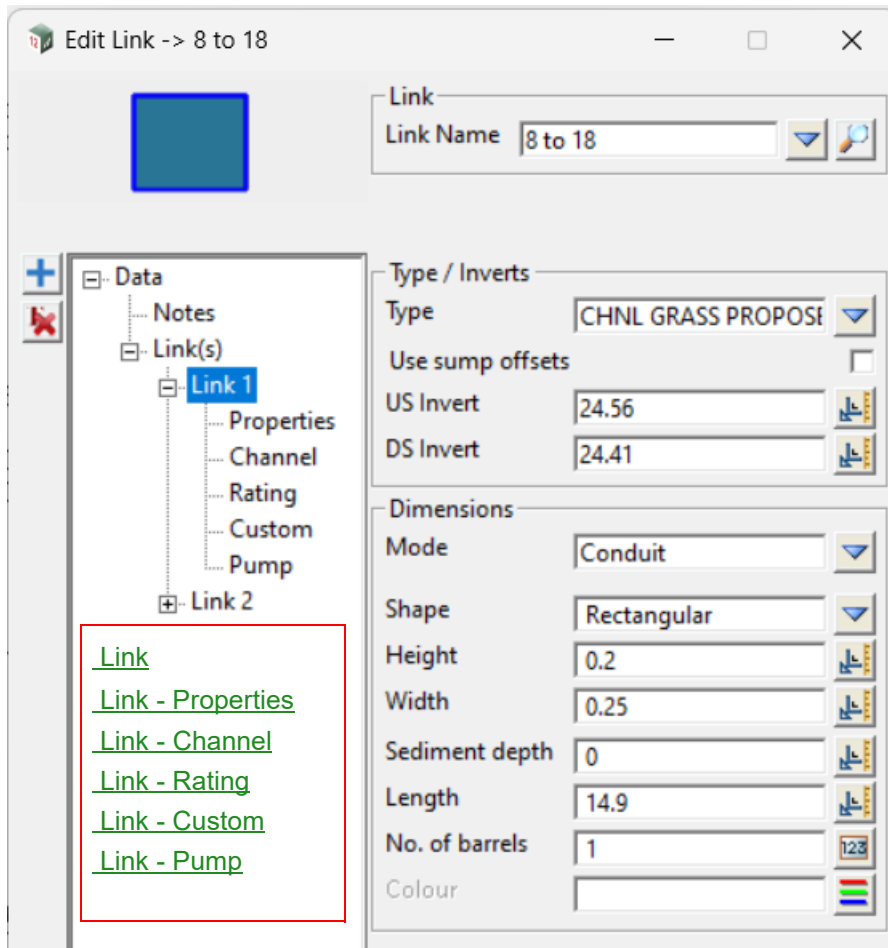 Edit Link -> 8 to 18
Link
Link Name 8 to 18
Data
Notes
Link(s)
Link 1
Properties
Channel
Rating
Custom
Pump
Link 2
Link
Link - Properties
Link - Channel
Link - Rating
Link - Custom
Link - Pump
Type / Inverts
Type CHNL GRASS PROPOSE
Use sump offsets
US Invert 24.56
DS Invert 24.41
Dimensions
Mode Conduit
Shape Rectangular
Height 0.2
Width 0.25
Sediment depth 0
Length 14.9
No. of barrels 1 123
Colour